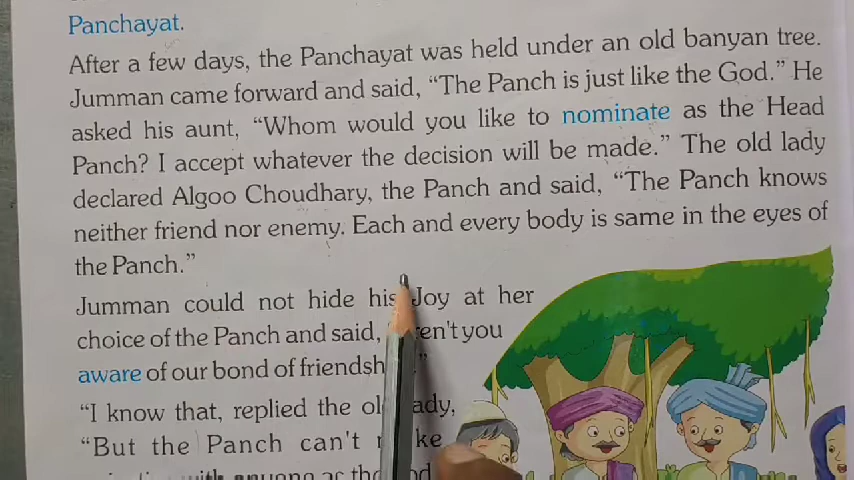 Panchayat.
After a few days, the Panchayat was held under an old banyan tree.
Jumman came forward and said, “The Panch is just like the God.” He
asked his aunt, “Whom would you like to nominate as the Head
Panch? I accept whatever the decision will be made.” The old lady
declared Algoo Choudhary, the Panch and said, “The Panch knows
neither friend nor enemy. Each and every body is same in the eyes of
the Panch.”
Jumman could not hide his Joy at her
choice of the Panch and said, you
aware of our bond of
“I know that, replied the
“But the Panch can't